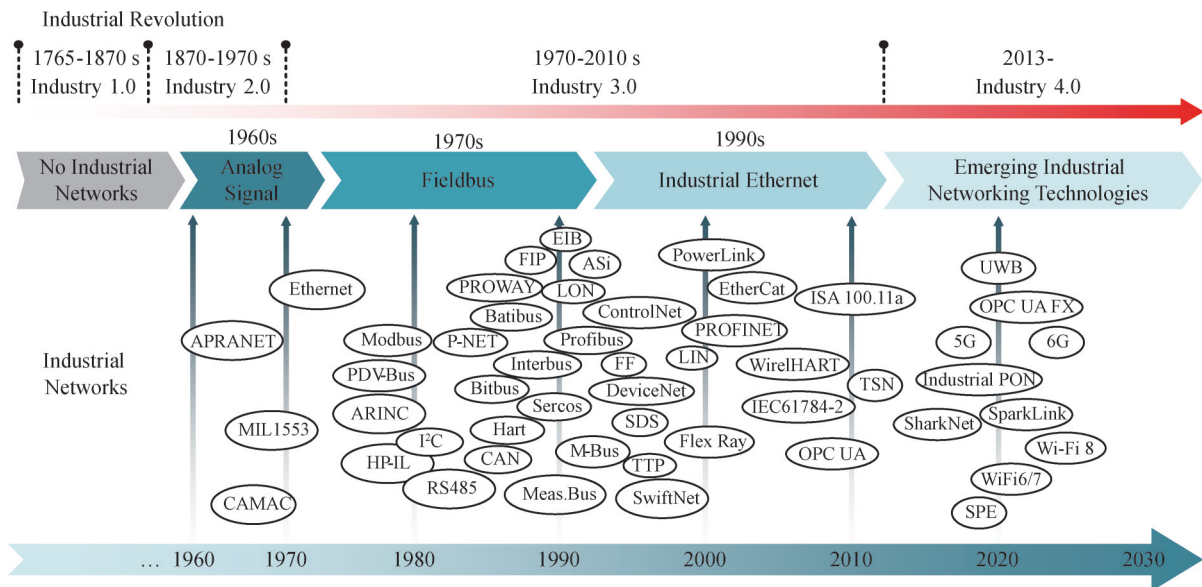 Industrial Revolution
1765-1870 s
Industry 1.0
1870-1970 s
Industry 2.0
1970-2010 s
Industry 3.0
2013-
Industry 4.0
1960s
1970s
1990s
No Industrial
Networks
Analog
Signal
Fieldbus
Industrial Ethernet
Emerging Industrial
Networking Technologies
Industrial
Networks
APRANET
MIL1553
CAMAC
Ethernet
Modbus
PDV-Bus
ARINC
I²C
HP-IL
RS485
EIB
FIP
ASi
PROWAY
LON
Batibus
P-NET
Profibus
Interbus
Bitbus
Sercos
Hart
CAN
Meas.Bus
ControlNet
FF
DeviceNet
SDS
M-Bus
TTP
SwiftNet
PowerLink
EtherCat
PROFINET
LIN
WirelHART
IEC61784-2
Flex Ray
ISA 100.11a
TSN
OPC UA
UWB
OPC UA FX
5G
6G
Industrial PON
SharkNet
SparkLink
Wi-Fi 8
WiFi6/7
SPE
... 1960 1970 1980 1990 2000 2010 2020 2030